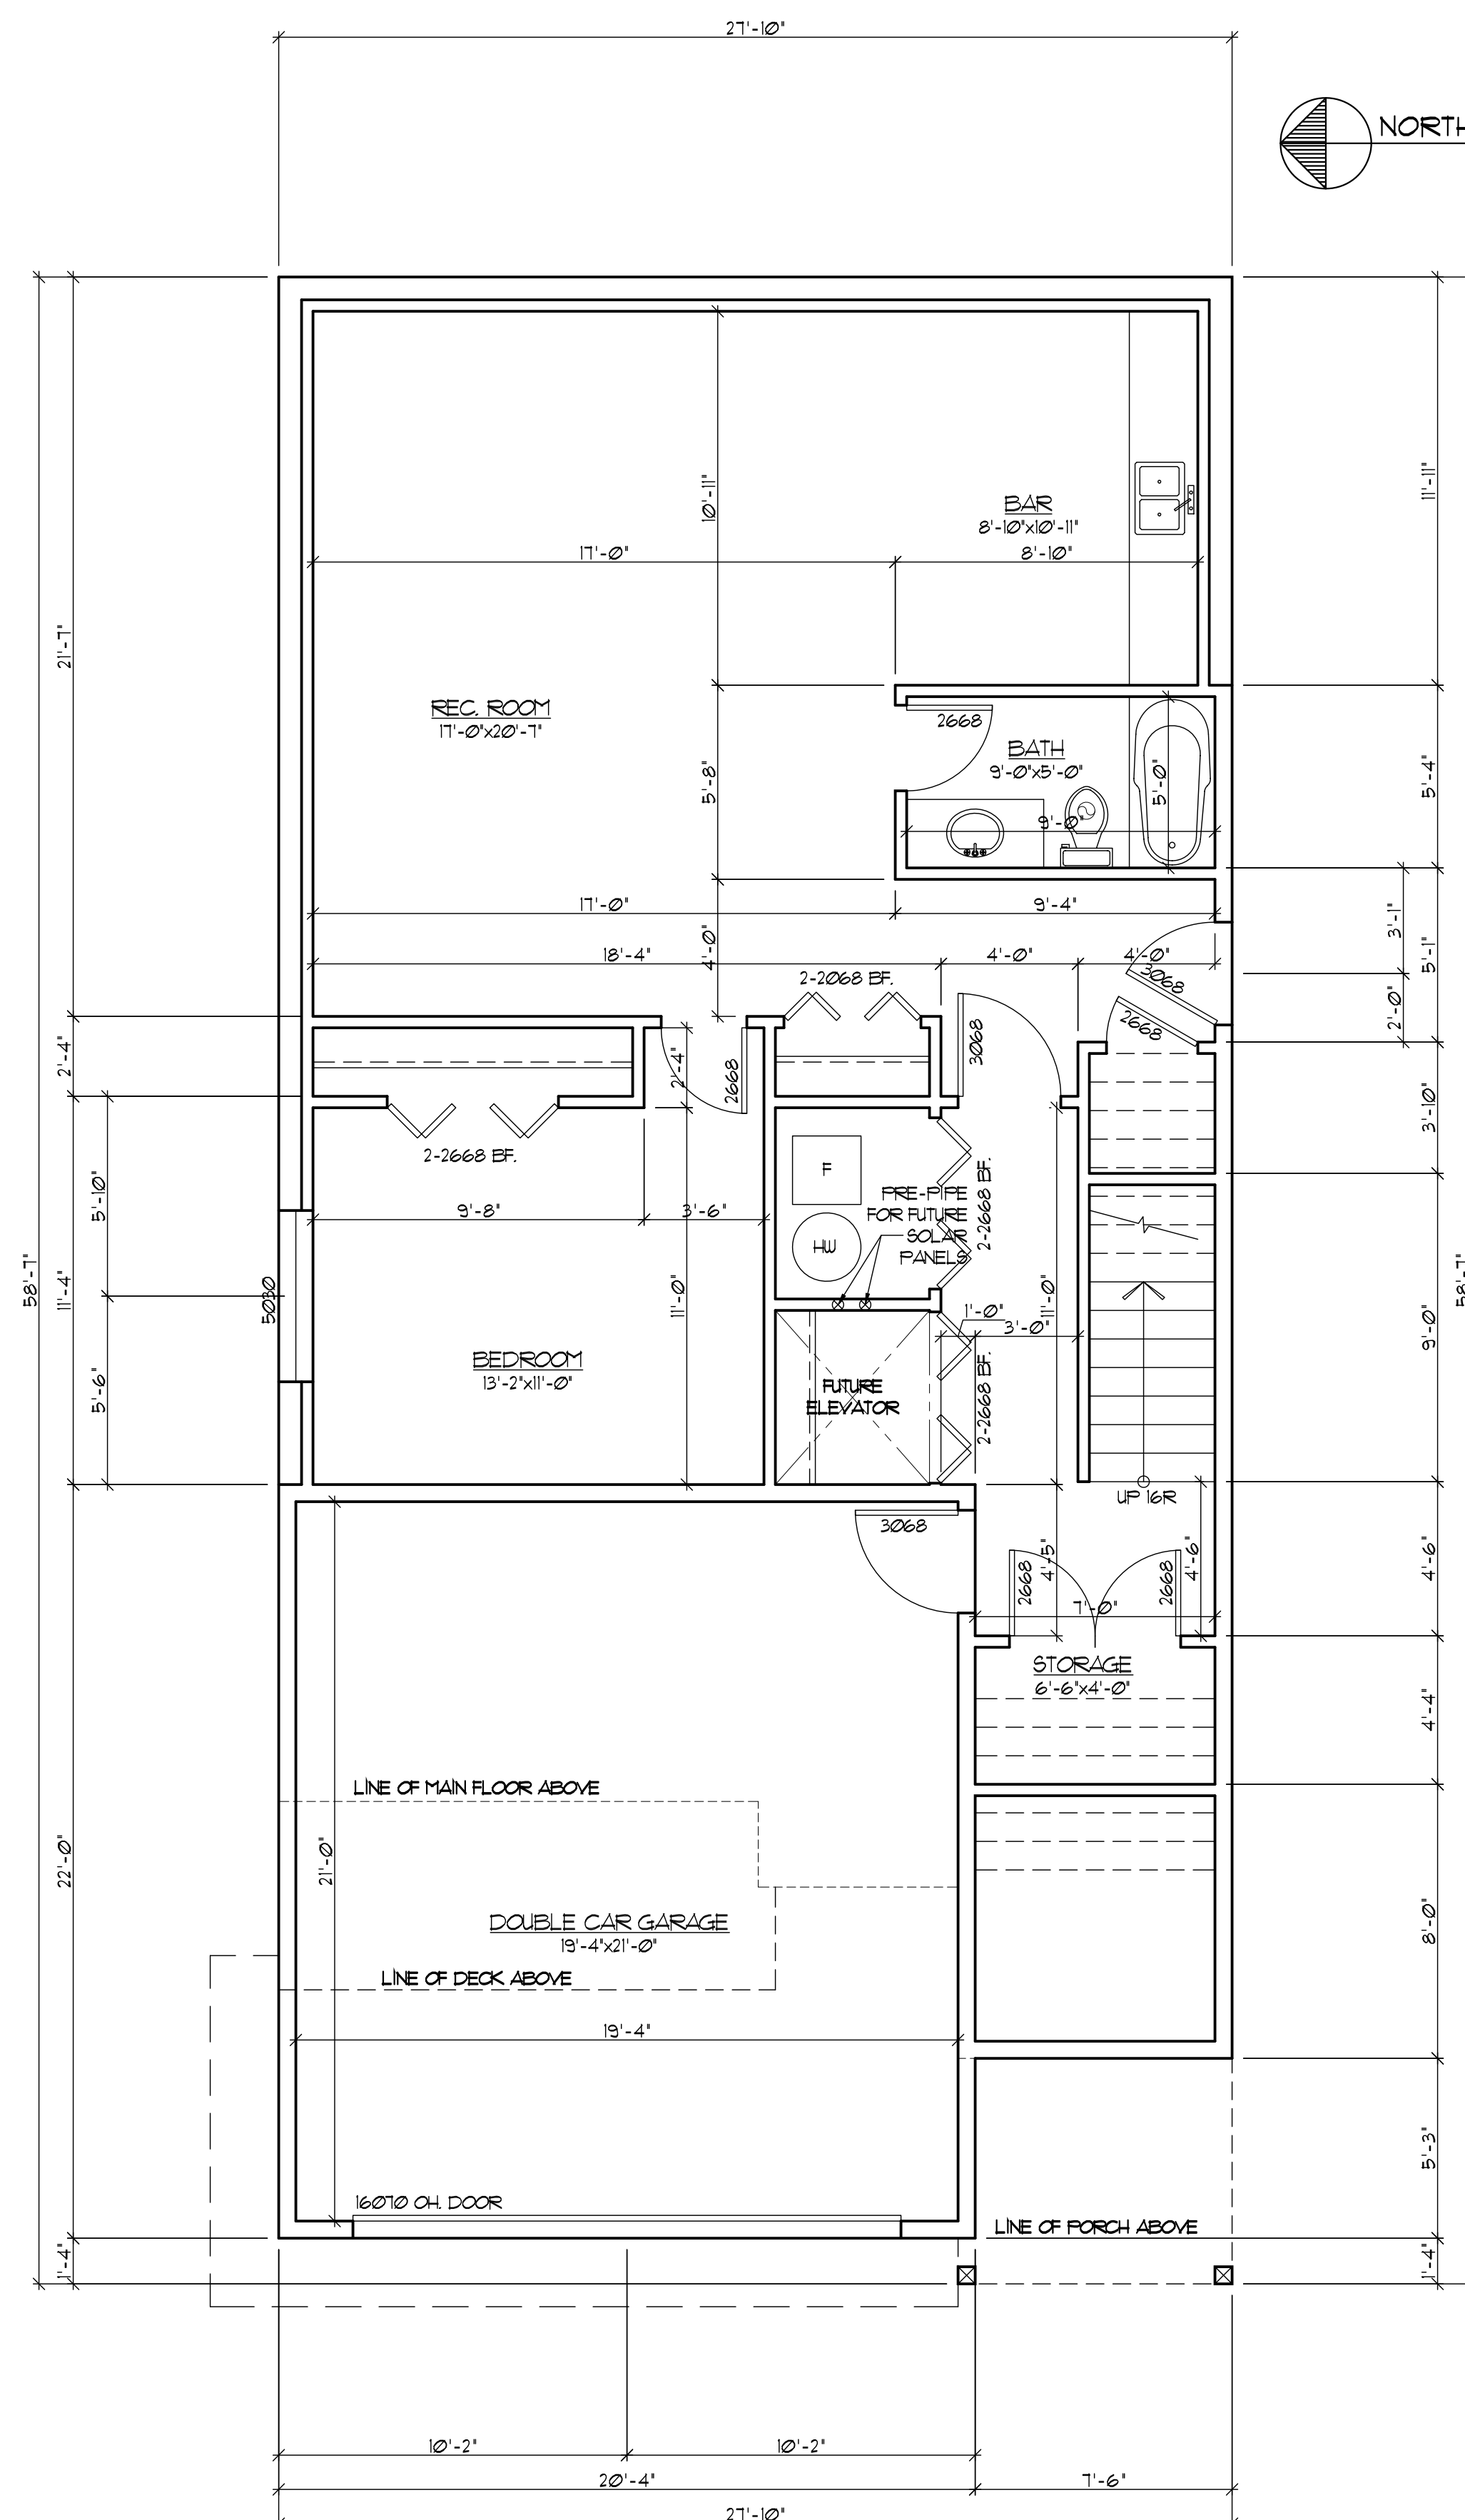 27'-10"
NORTH
10'-11"
11'-11"
BAR
8'-10"x10'-11"
17'-0"
8'-10"
21'-7"
REC. ROOM
17'-0"x20'-7"
2668
BATH
9'-0"x5'-0"
5'-8"
5'-0"
5'-4"
9'-0"
17'-0"
9'-4"
3'-1"
4'-0"
5'-1"
18'-4"
4'-0"
4'-0"
2-2068 BF.
3068
2'-0"
2668
3068
2'-4"
2'-4"
2668
3'-10"
2-2668 BF.
F
5'-10"
PRE-PIPE
FOR FUTURE
SOLAR
PANELS
2-2668 BF.
9'-8"
3'-6"
HW
58'-7"
11'-4"
5030
11'-0"
11'-0"
58'-7"
1'-0"
3'-0"
9'-0"
BEDROOM
13'-2"x11'-0"
5'-6"
FUTURE
ELEVATOR
2-2668 BF.
UP 16R
3068
4'-5"
4'-6"
4'-6"
2668
2668
7'-0"
STORAGE
6'-6"x4'-0"
4'-4"
LINE OF MAIN FLOOR ABOVE
22'-0"
21'-0"
DOUBLE CAR GARAGE
19'-4"x21'-0"
8'-0"
LINE OF DECK ABOVE
19'-4"
5'-3"
16070 OH. DOOR
LINE OF PORCH ABOVE
1'-4"
1'-4"
10'-2"
10'-2"
20'-4"
7'-6"
27'-10"